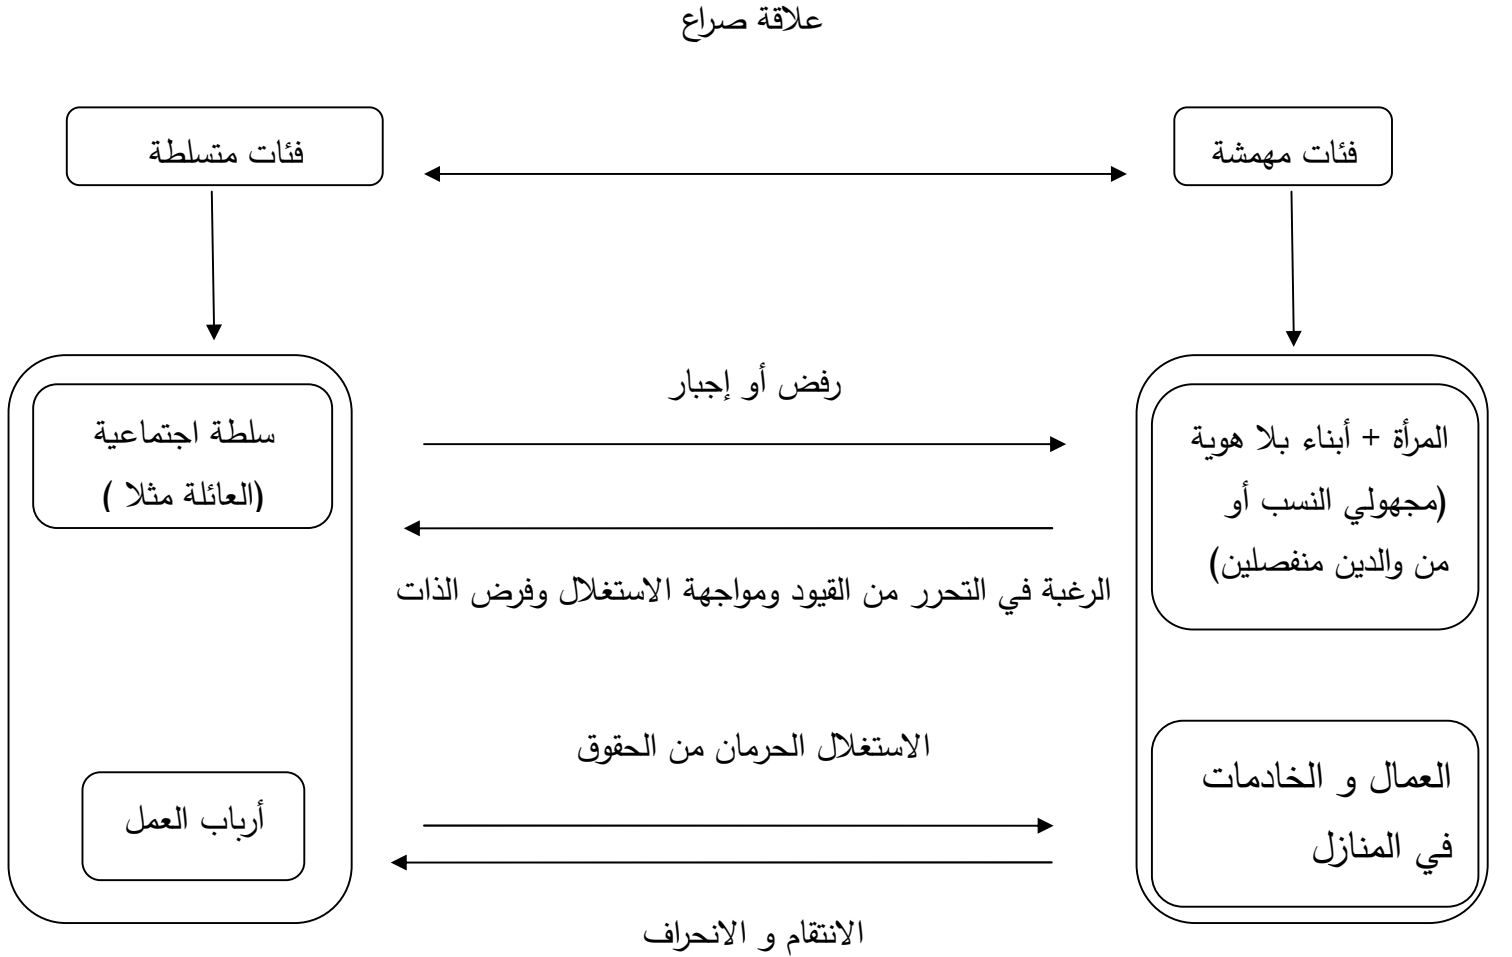 علاقة صراع
فئات مهمشة
فئات متسلطة
رفض أو إجبار
المرأة + أبناء بلا هوية
(مجهولي النسب أو
من والدين منفصلين)
سلطة اجتماعية
(العائلة مثلا )
الرغبة في التحرر من القيود ومواجهة الاستغلال وفرض الذات
الاستغلال الحرمان من الحقوق
العمال و الخادمات
في المنازل
أرباب العمل
الانتقام و الانحراف